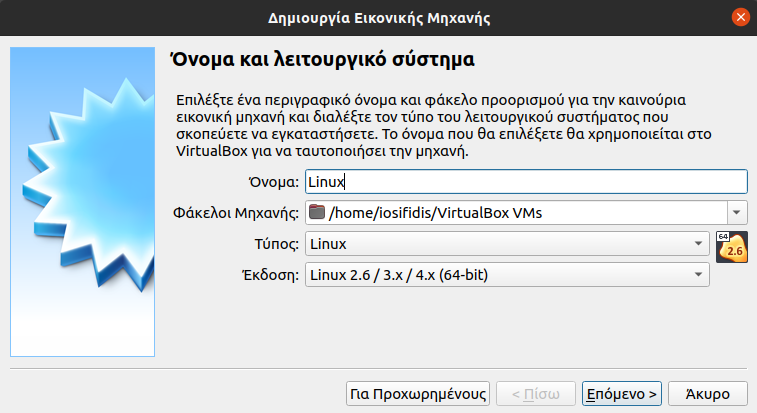 Δημιουργία Εικονικής Μηχανής
Όνομα και λειτουργικό σύστημα
Επιλέξτε ένα περιγραφικό όνομα και φάκελο προορισμού για την καινούρια
εικονική μηχανή και διαλέξτε τον τύπο του λειτουργικού συστήματος που
σκοπεύετε να εγκαταστήσετε. Το όνομα που θα επιλέξετε θα χρημοποιείται στο
VirtualBox για να ταυτοποιήσει την μηχανή.
Όνομα: Linux
Φάκελοι Μηχανής: /home/iosifidis/VirtualBox VMs
Τύπος: Linux
64
2.6
Έκδοση: Linux 2.6 / 3.x / 4.x (64-bit)
Για Προχωρημένους < Πίσω Επόμενο > Άκυρο